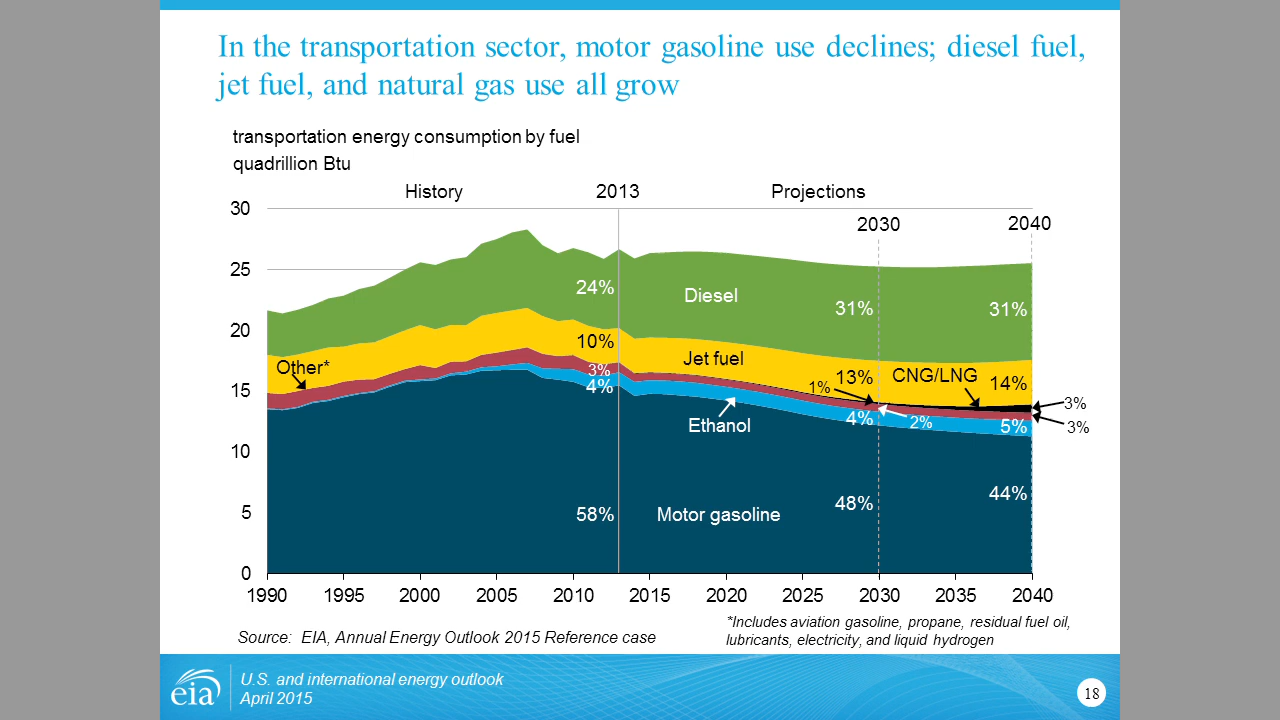 In the transportation sector, motor gasoline use declines; diesel fuel,
jet fuel, and natural gas use all grow
transportation energy consumption by fuel
quadrillion Btu
History
2013
Projections
2030
2040
30
25
20
15
10
5
0
24%
Diesel
31%
31%
10%
Jet fuel
13%
CNG/LNG
14%
Other*
3%
1%
3%
4%
Ethanol
4%
2%
5%
3%
58%
Motor gasoline
48%
44%
1990
1995
2000
2005
2010
2015
2020
2025
2030
2035
2040
Source: EIA, Annual Energy Outlook 2015 Reference case
*Includes aviation gasoline, propane, residual fuel oil,
lubricants, electricity, and liquid hydrogen
eia
U.S. and international energy outlook
April 2015
18